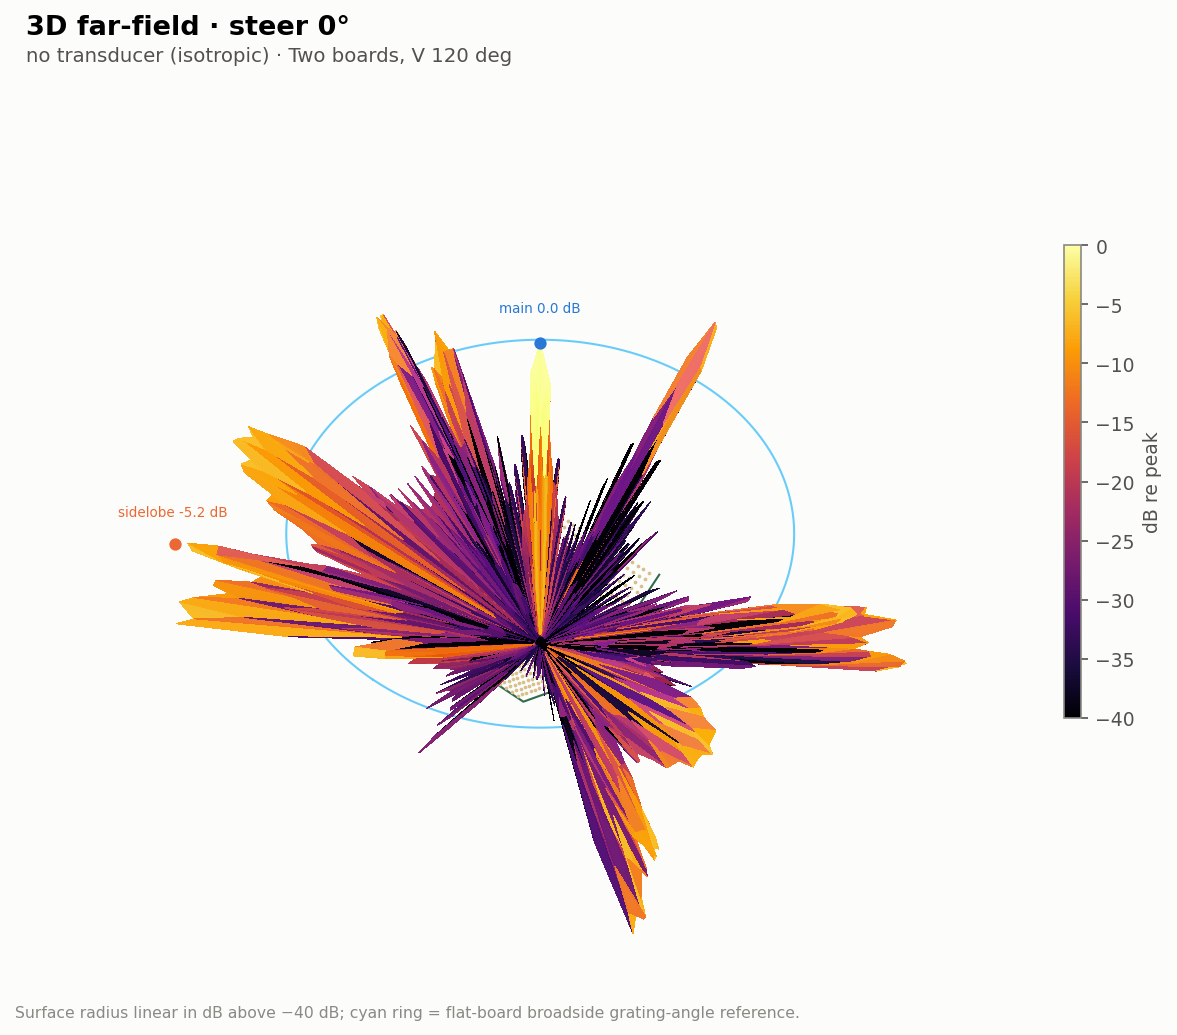 3D far-field · steer 0°
no transducer (isotropic) · Two boards, V 120 deg
main 0.0 dB
sidelobe -5.2 dB
0
−5
−10
−15
−20
−25
−30
−35
−40
dB re peak
Surface radius linear in dB above −40 dB; cyan ring = flat-board broadside grating-angle reference.